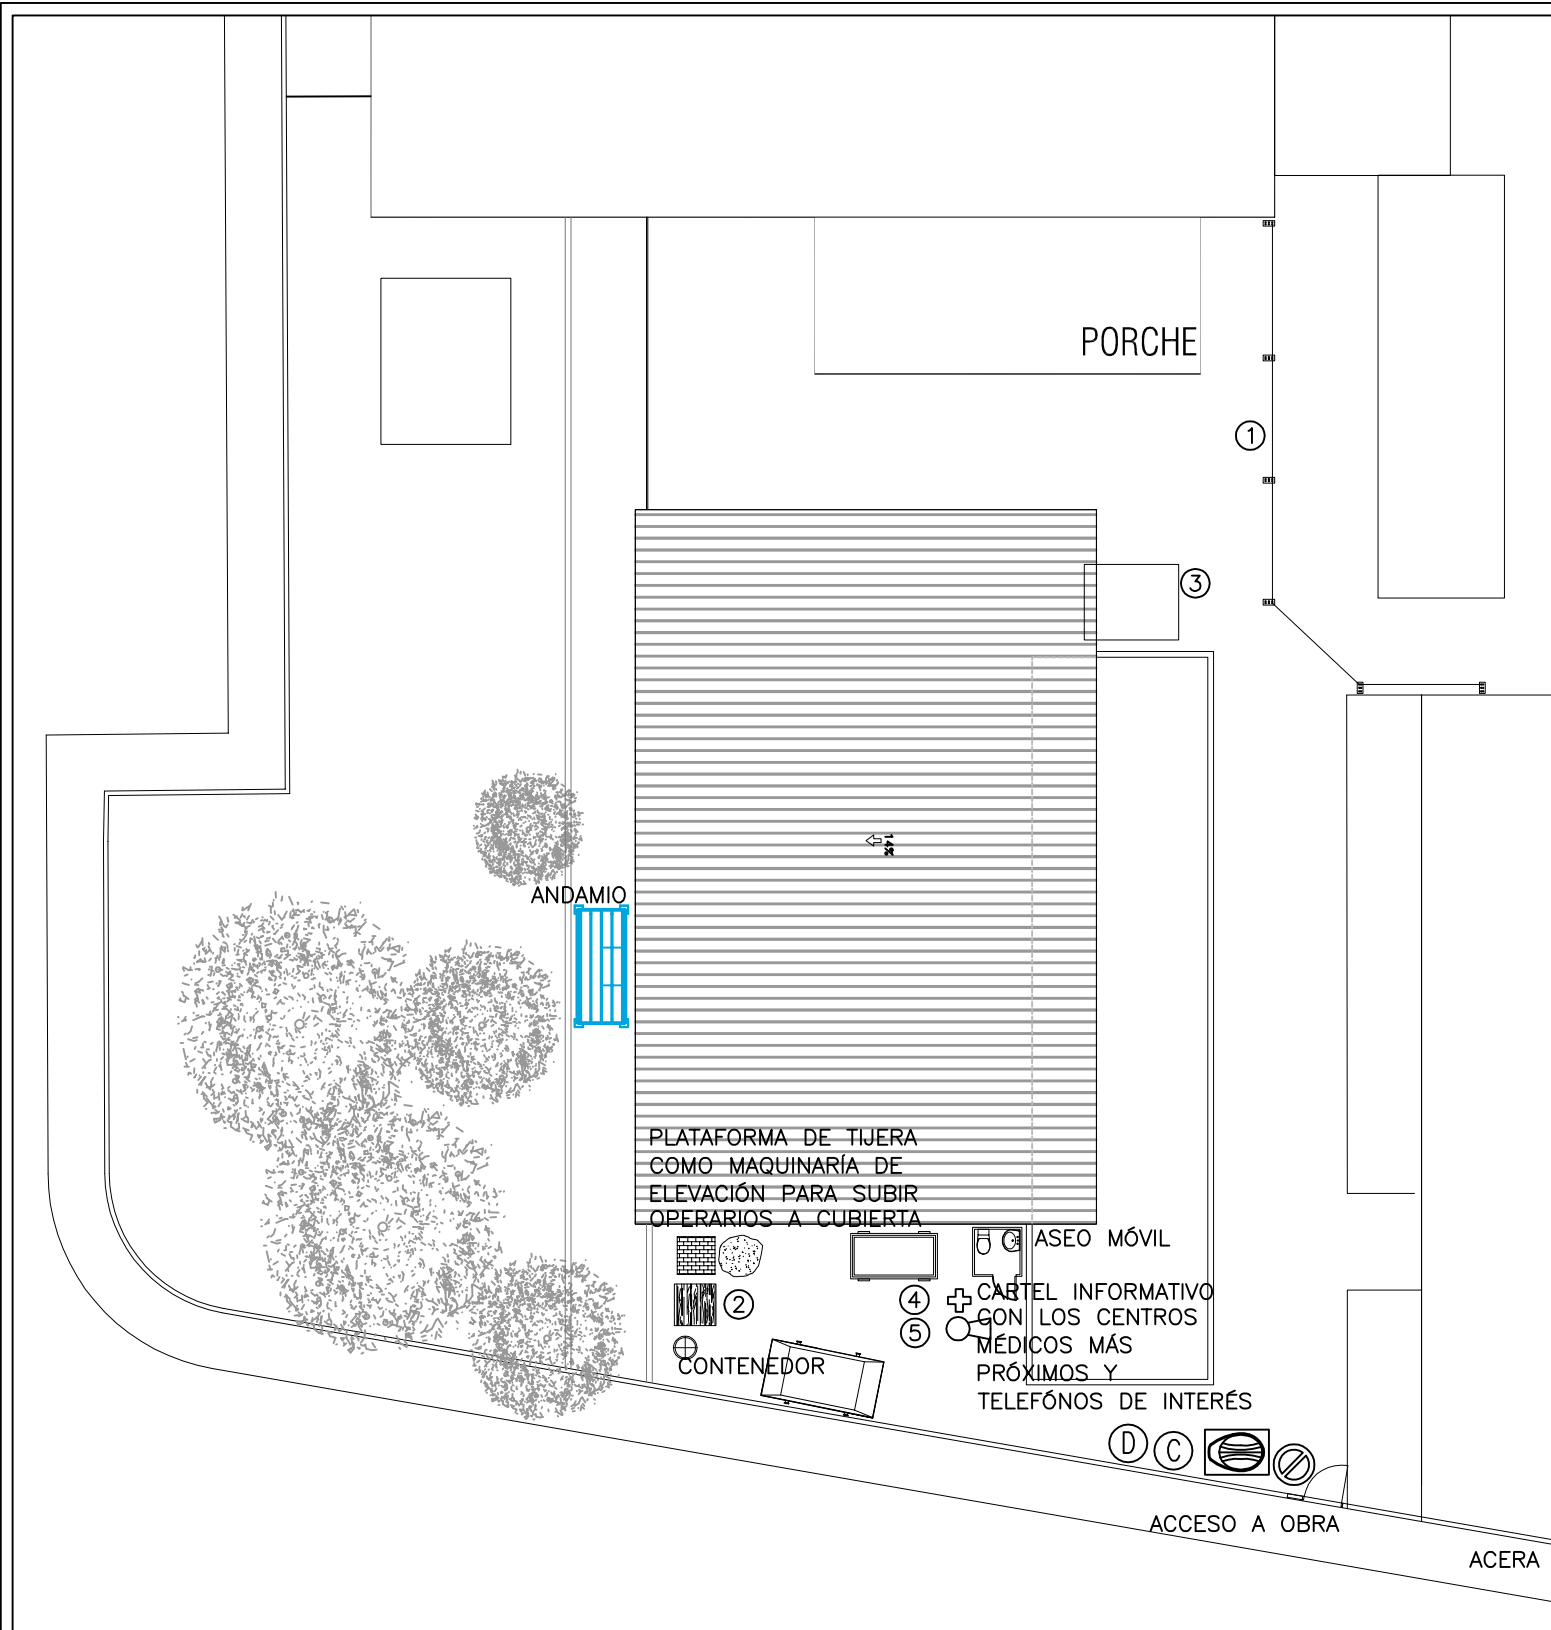 PORCHE
1
3
14%
ANDAMIO
PLATAFORMA DE TIJERA
COMO MAQUINARÍA DE
ELEVACIÓN PARA SUBIR
OPERARIOS A CUBIERTA
ASEO MÓVIL
2
4
5
CARTEL INFORMATIVO
CON LOS CENTROS
MÉDICOS MÁS
PRÓXIMOS Y
TELEFÓNOS DE INTERÉS
CONTENEDOR
D
C
ACCESO A OBRA
ACERA